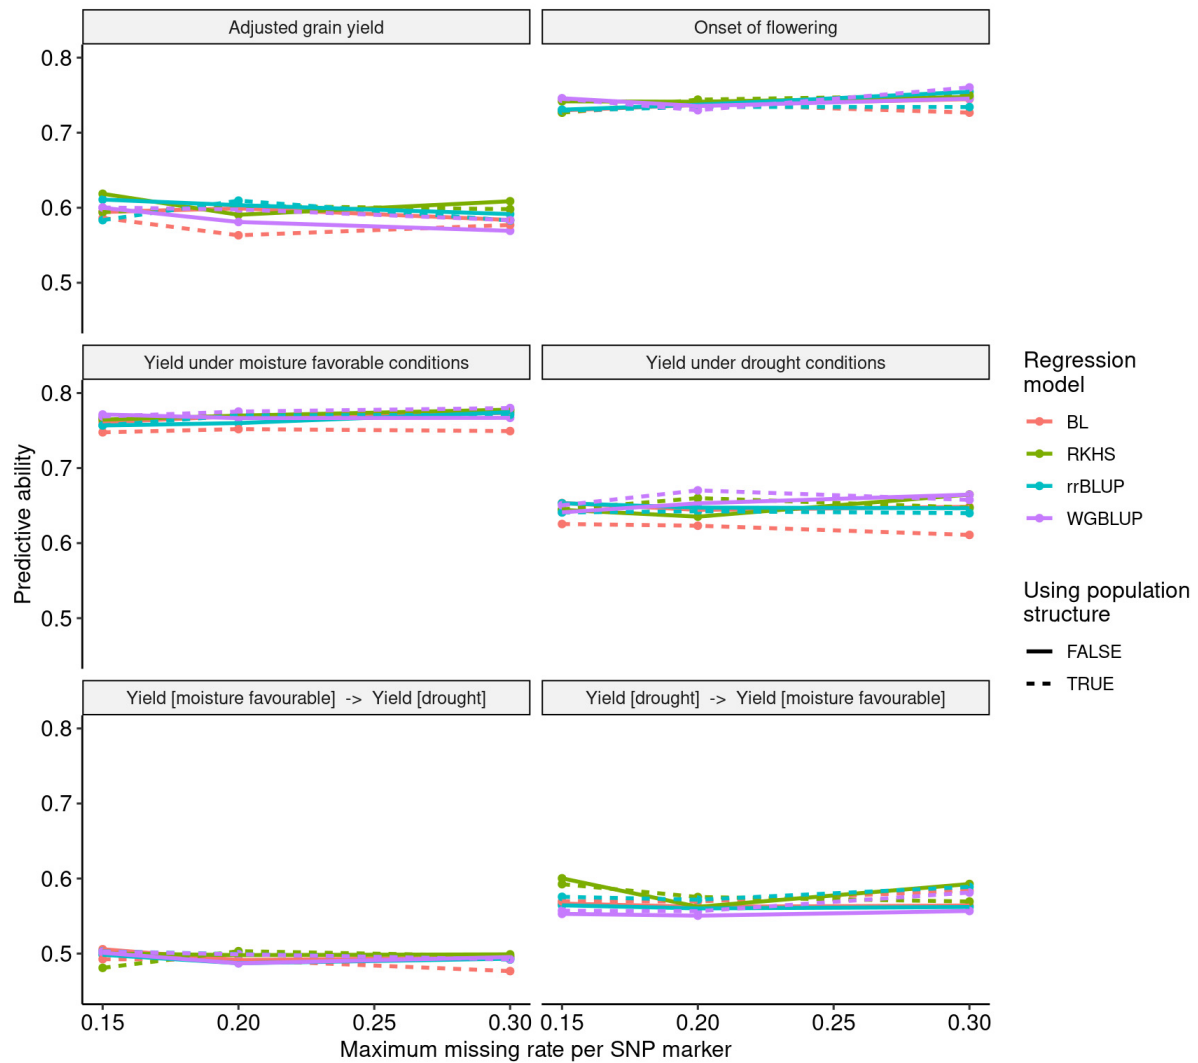 Adjusted grain yield
Onset of flowering
0.8
0.7
0.6
0.5
Yield under moisture favorable conditions
Yield under drought conditions
0.8
0.7
0.6
0.5
Yield [moisture favourable] -> Yield [drought]
Yield [drought] -> Yield [moisture favourable]
0.8
0.7
0.6
0.5
0.15 0.20 0.25 0.30
0.15 0.20 0.25 0.30
Maximum missing rate per SNP marker
Predictive ability
Regression
model
BL
RKHS
rrBLUP
WGBLUP
Using population
structure
FALSE
TRUE